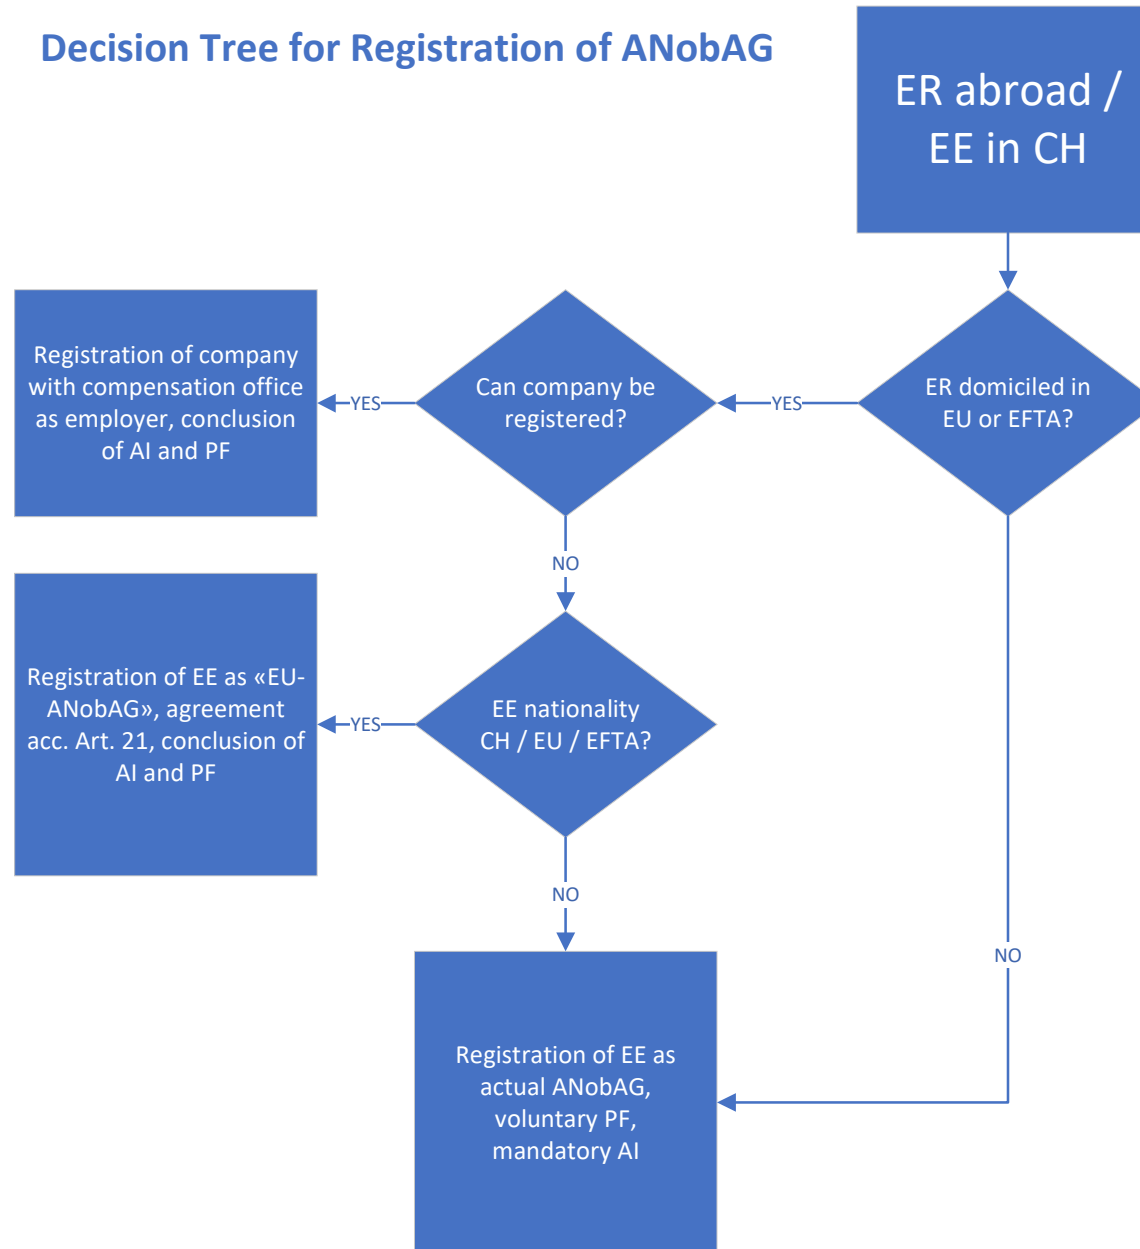 Decision Tree for Registration of ANobAG
ER abroad /
EE in CH
ER domiciled in
EU or EFTA?
YES
Can company be
registered?
YES
Registration of company
with compensation office
as employer, conclusion
of AI and PF
NO
EE nationality
CH / EU / EFTA?
YES
Registration of EE as «EU-
ANobAG», agreement
acc. Art. 21, conclusion of
AI and PF
NO
NO
Registration of EE as
actual ANobAG,
voluntary PF,
mandatory AI